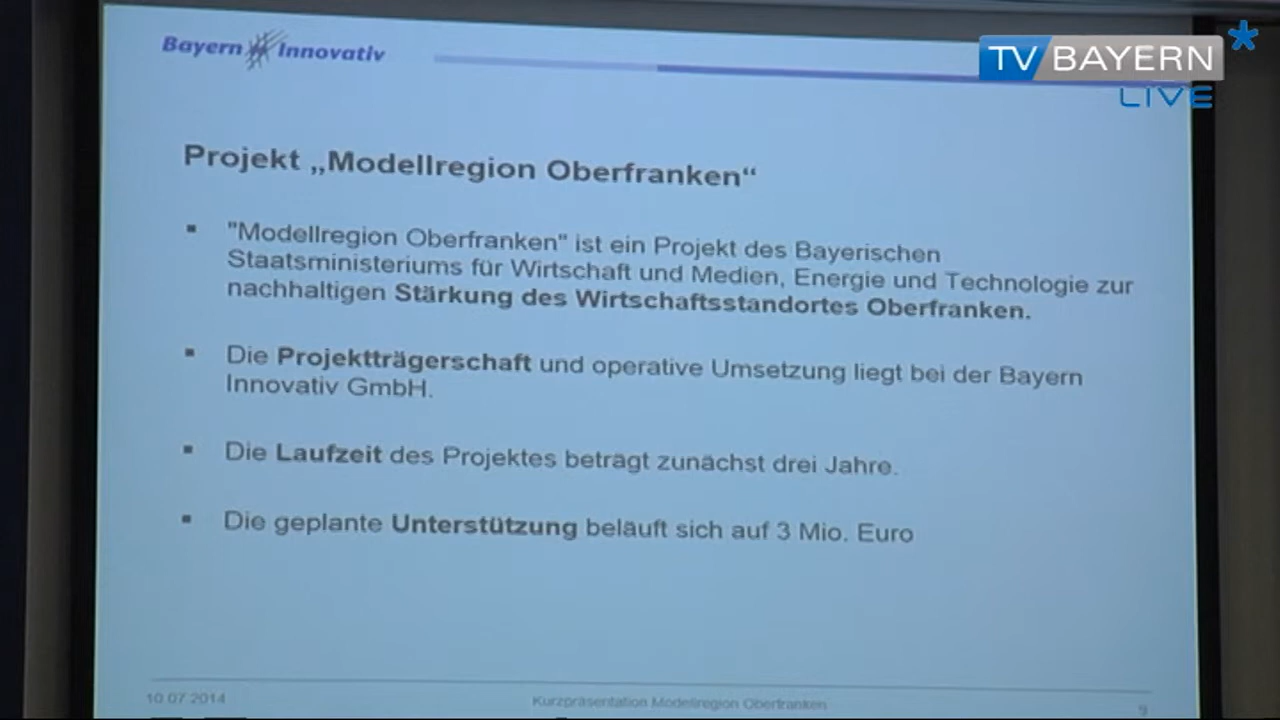 Bayern Innovativ
TV BAYERN
LIVE
Projekt „Modellregion Oberfranken“
"Modellregion Oberfranken" ist ein Projekt des Bayerischen
Staatsministeriums für Wirtschaft und Medien, Energie und Technologie zur
nachhaltigen Stärkung des Wirtschaftsstandortes Oberfranken.
Die Projektträgerschaft und operative Umsetzung liegt bei der Bayern
Innovativ GmbH.
Die Laufzeit des Projektes beträgt zunächst drei Jahre.
Die geplante Unterstützung beläuft sich auf 3 Mio. Euro
10.07.2014 Kurzpräsentation Modellregion Oberfranken 9